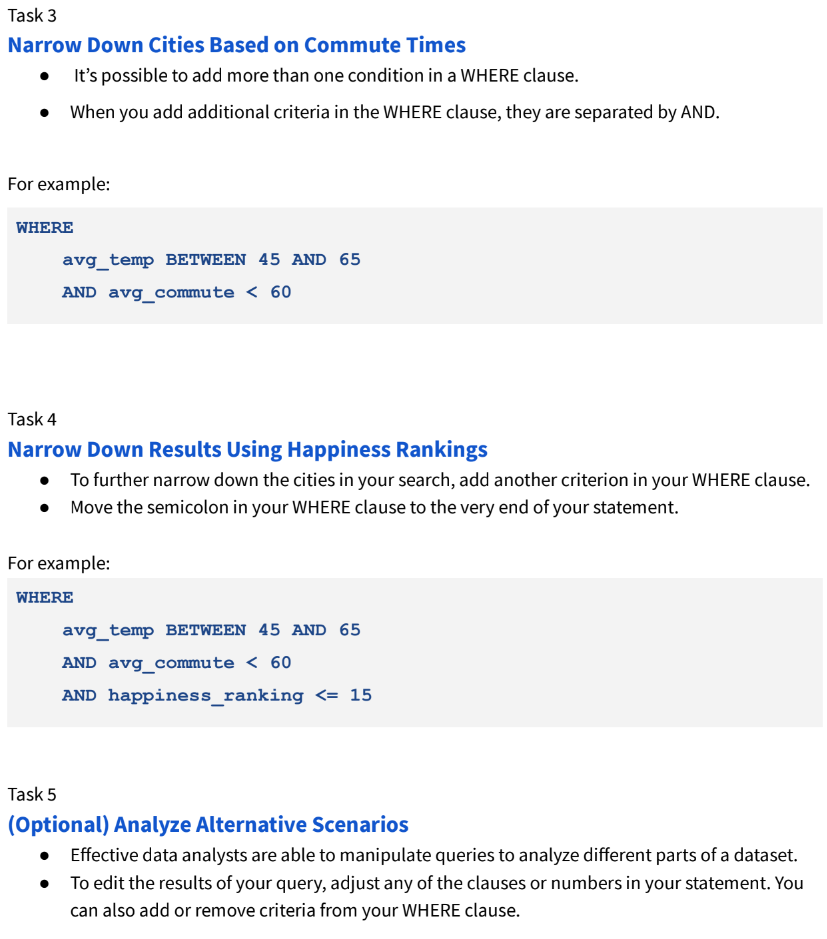 Task 3
Narrow Down Cities Based on Commute Times
● It’s possible to add more than one condition in a WHERE clause.
● When you add additional criteria in the WHERE clause, they are separated by AND.
For example:
WHERE
avg_temp BETWEEN 45 AND 65
AND avg_commute < 60
Task 4
Narrow Down Results Using Happiness Rankings
● To further narrow down the cities in your search, add another criterion in your WHERE clause.
● Move the semicolon in your WHERE clause to the very end of your statement.
For example:
WHERE
avg_temp BETWEEN 45 AND 65
AND avg_commute < 60
AND happiness_ranking <= 15
Task 5
(Optional) Analyze Alternative Scenarios
● Effective data analysts are able to manipulate queries to analyze different parts of a dataset.
● To edit the results of your query, adjust any of the clauses or numbers in your statement. You
can also add or remove criteria from your WHERE clause.